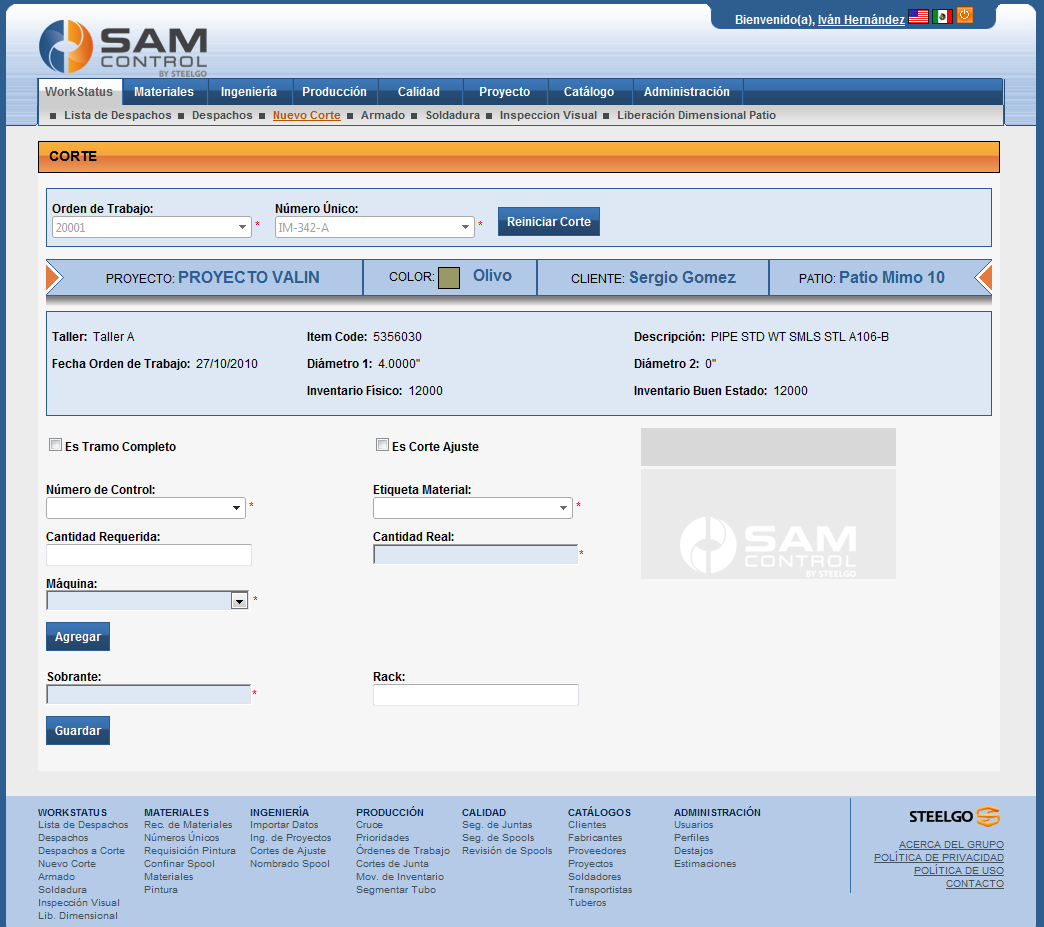 Bienvenido(a), Iván Hernández
SAM
CONTROL
BY STEELGO
WorkStatus Materiales Ingeniería Producción Calidad Proyecto Catálogo Administración
Lista de Despachos Despachos Nuevo Corte Armado Soldadura Inspeccion Visual Liberación Dimensional Patio
CORTE
Orden de Trabajo: Número Único:
20001 * IM-342-A * Reiniciar Corte
PROYECTO: PROYECTO VALIN COLOR: Olivo CLIENTE: Sergio Gomez PATIO: Patio Mimo 10
Taller: Taller A Item Code: 5356030 Descripción: PIPE STD WT SMLS STL A106-B
Fecha Orden de Trabajo: 27/10/2010 Diámetro 1: 4.0000" Diámetro 2: 0"
Inventario Físico: 12000 Inventario Buen Estado: 12000
Es Tramo Completo Es Corte Ajuste
Número de Control: Etiqueta Material:
* *
Cantidad Requerida: Cantidad Real:
*
SAM
CONTROL
BY STEELGO
Máquina:
*
Agregar
Sobrante: Rack:
*
Guardar
WORKSTATUS MATERIALES INGENIERÍA PRODUCCIÓN CALIDAD CATÁLOGOS ADMINISTRACIÓN
Lista de Despachos Rec. de Materiales Importar Datos Cruce Seg. de Juntas Clientes Usuarios
Despachos Números Únicos Ing. de Proyectos Prioridades Seg. de Spools Fabricantes Perfiles
Despachos a Corte Requisición Pintura Cortes de Ajuste Órdenes de Trabajo Revisión de Spools Proveedores Destajos
Nuevo Corte Confinar Spool Nombrado Spool Cortes de Junta Proyectos Estimaciones
Armado Materiales Mov. de Inventario Soldadores
Soldadura Pintura Segmentar Tubo Transportistas
Inspección Visual Tuberos
Lib. Dimensional
STEELGO
ACERCA DEL GRUPO
POLÍTICA DE PRIVACIDAD
POLÍTICA DE USO
CONTACTO